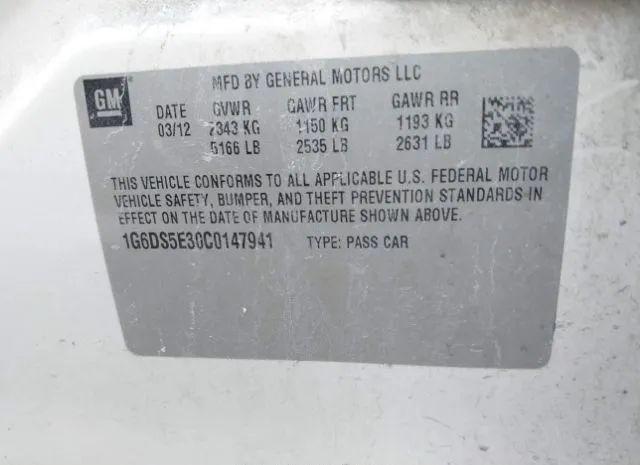 GM
MFD BY GENERAL MOTORS LLC
DATE GVWR GAWR FRT GAWR RR
03/12 2343 KG 1150 KG 1193 KG
5166 LB 2535 LB 2631 LB
THIS VEHICLE CONFORMS TO ALL APPLICABLE U.S. FEDERAL MOTOR
VEHICLE SAFETY, BUMPER, AND THEFT PREVENTION STANDARDS IN
EFFECT ON THE DATE OF MANUFACTURE SHOWN ABOVE.
1G6DS5E30C0147941 TYPE: PASS CAR